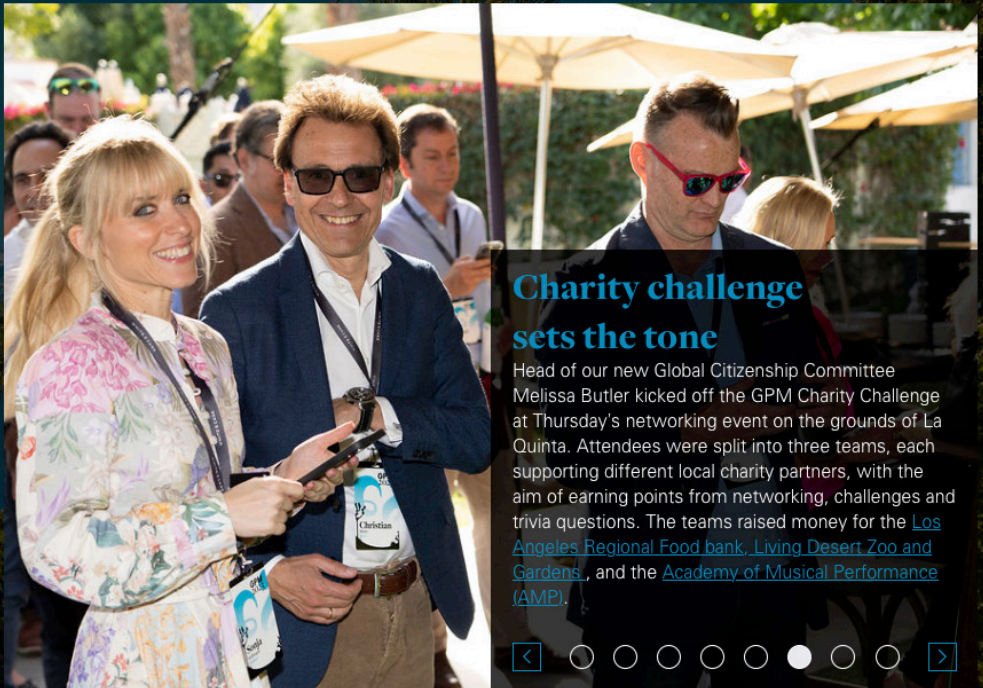 Charity challenge
sets the tone
Head of our new Global Citizenship Committee
Melissa Butler kicked off the GPM Charity Challenge
at Thursday's networking event on the grounds of La
Quinta. Attendees were split into three teams, each
supporting different local charity partners, with the
aim of earning points from networking, challenges and
trivia questions. The teams raised money for the Los
Angeles Regional Food bank, Living Desert Zoo and
Gardens , and the Academy of Musical Performance
(AMP).
GPM
Christian
GPM
Sonja